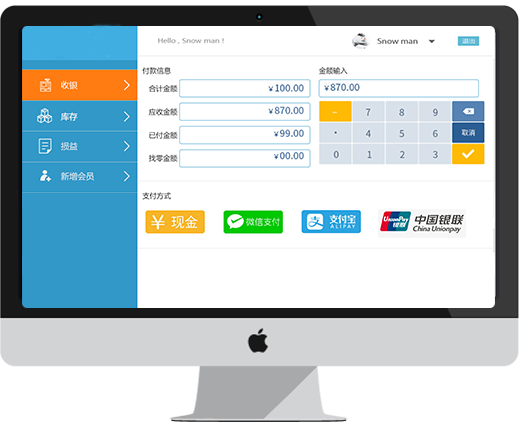 Hello , Snow man !
Snow man
退出
收银
库存
损益
新增会员
付款信息
合计金额
¥100.00
应收金额
¥870.00
已付金额
¥99.00
找零金额
¥00.00
金额输入
¥870.00
-
7
8
9
·
4
5
6
取消
0
1
2
3
支付方式
¥ 现金
微信支付
支 支付宝
ALIPAY
UnionPay
银联
中国银联
China Unionpay